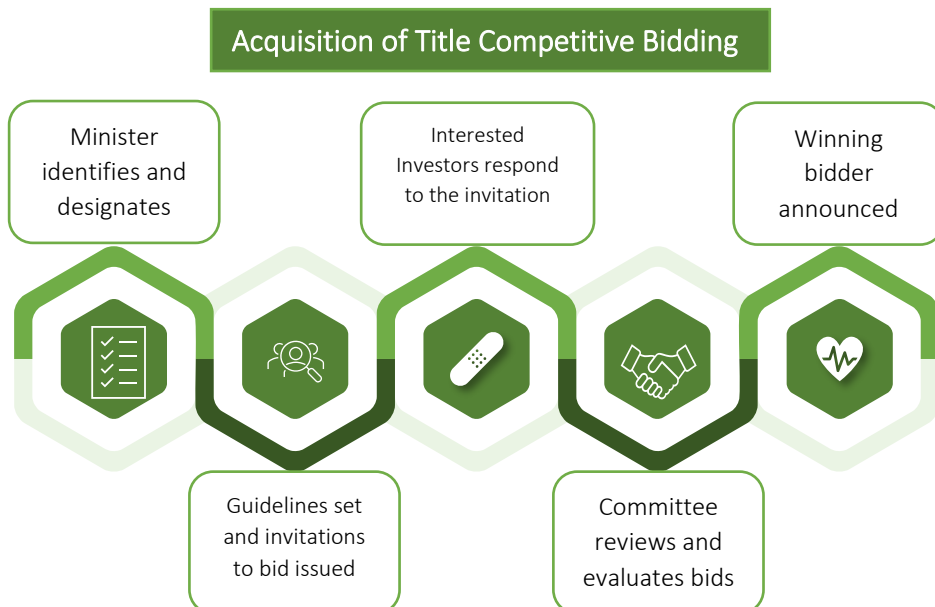 Acquisition of Title Competitive Bidding
Minister
identifies and
designates
Guidelines set
and invitations
to bid issued
Interested
Investors respond
to the invitation
Committee
reviews and
evaluates bids
Winning
bidder
announced